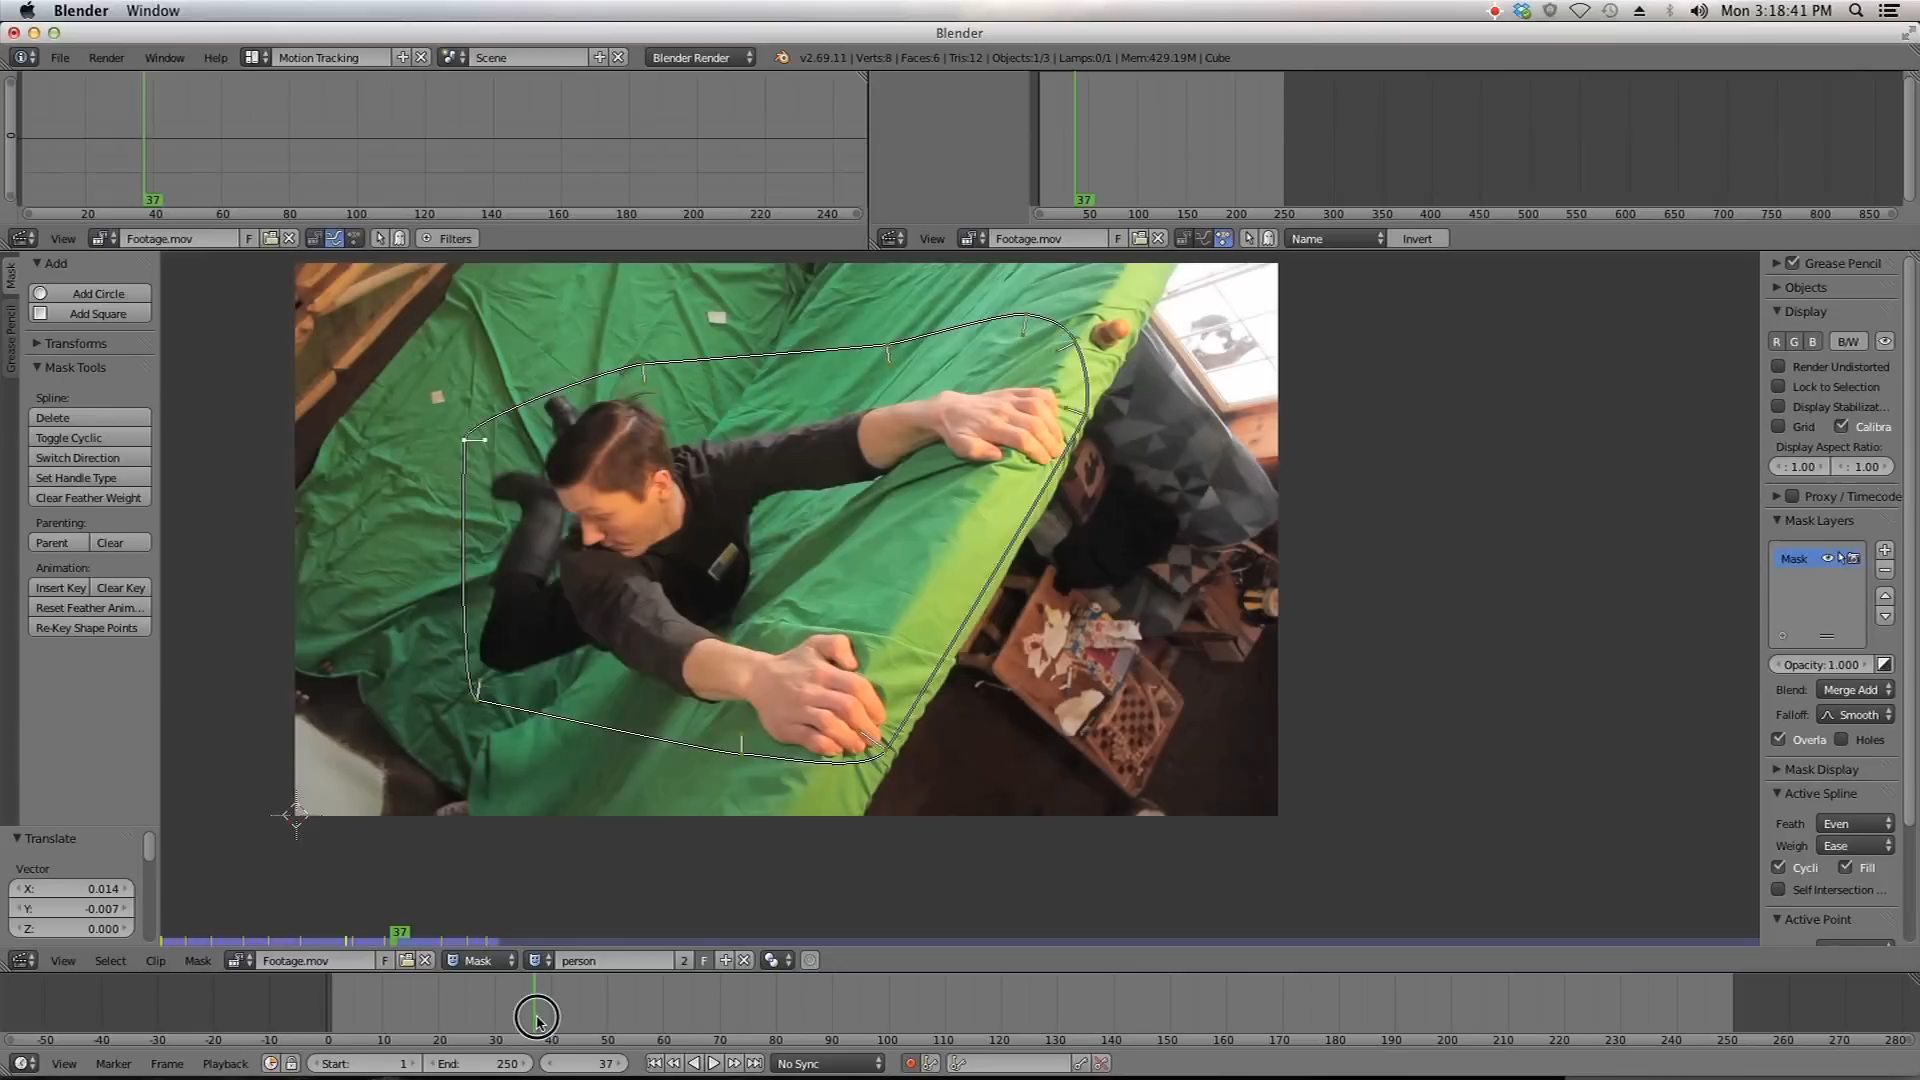 Blender Window Mon 3:18:41 PM
Blender
File Render Window Help Motion Tracking Scene Blender Render v2.69.11 | Verts:8 | Faces:6 | Tris:12 | Objects:1/3 | Lamps:0/1 | Mem:429.19M | Cube
0
37 37
20 40 60 80 100 120 140 160 180 200 220 240 50 100 150 200 250 300 350 400 450 500 550 600 650 700 750 800 850
View Footage.mov F Filters View Footage.mov F Name Invert
Mask
Grease Pencil
Add
Add Circle
Add Square
Transforms
Mask Tools
Spline:
Delete
Toggle Cyclic
Switch Direction
Set Handle Type
Clear Feather Weight
Parenting:
Parent Clear
Animation:
Insert Key Clear Key
Reset Feather Anim...
Re-Key Shape Points
Translate
Vector
X: 0.014
Y: -0.007
Z: 0.000
Grease Pencil
Objects
Display
R G B B/W
Render Undistorted
Lock to Selection
Display Stabilizat...
Grid Calibra
Display Aspect Ratio:
: 1.00 : 1.00
Proxy / Timecode
Mask Layers
Mask
Opacity: 1.000
Blend: Merge Add
Falloff: Smooth
Overla Holes
Mask Display
Active Spline
Feath Even
Weigh Ease
Cycli Fill
Self Intersection ...
Active Point
37
View Select Clip Mask Footage.mov F Mask person 2 F
-50 -40 -30 -20 -10 0 10 20 30 40 50 60 70 80 90 100 110 120 130 140 150 160 170 180 190 200 210 220 230 240 250 260 270 280
View Marker Frame Playback Start: 1 End: 250 37 No Sync